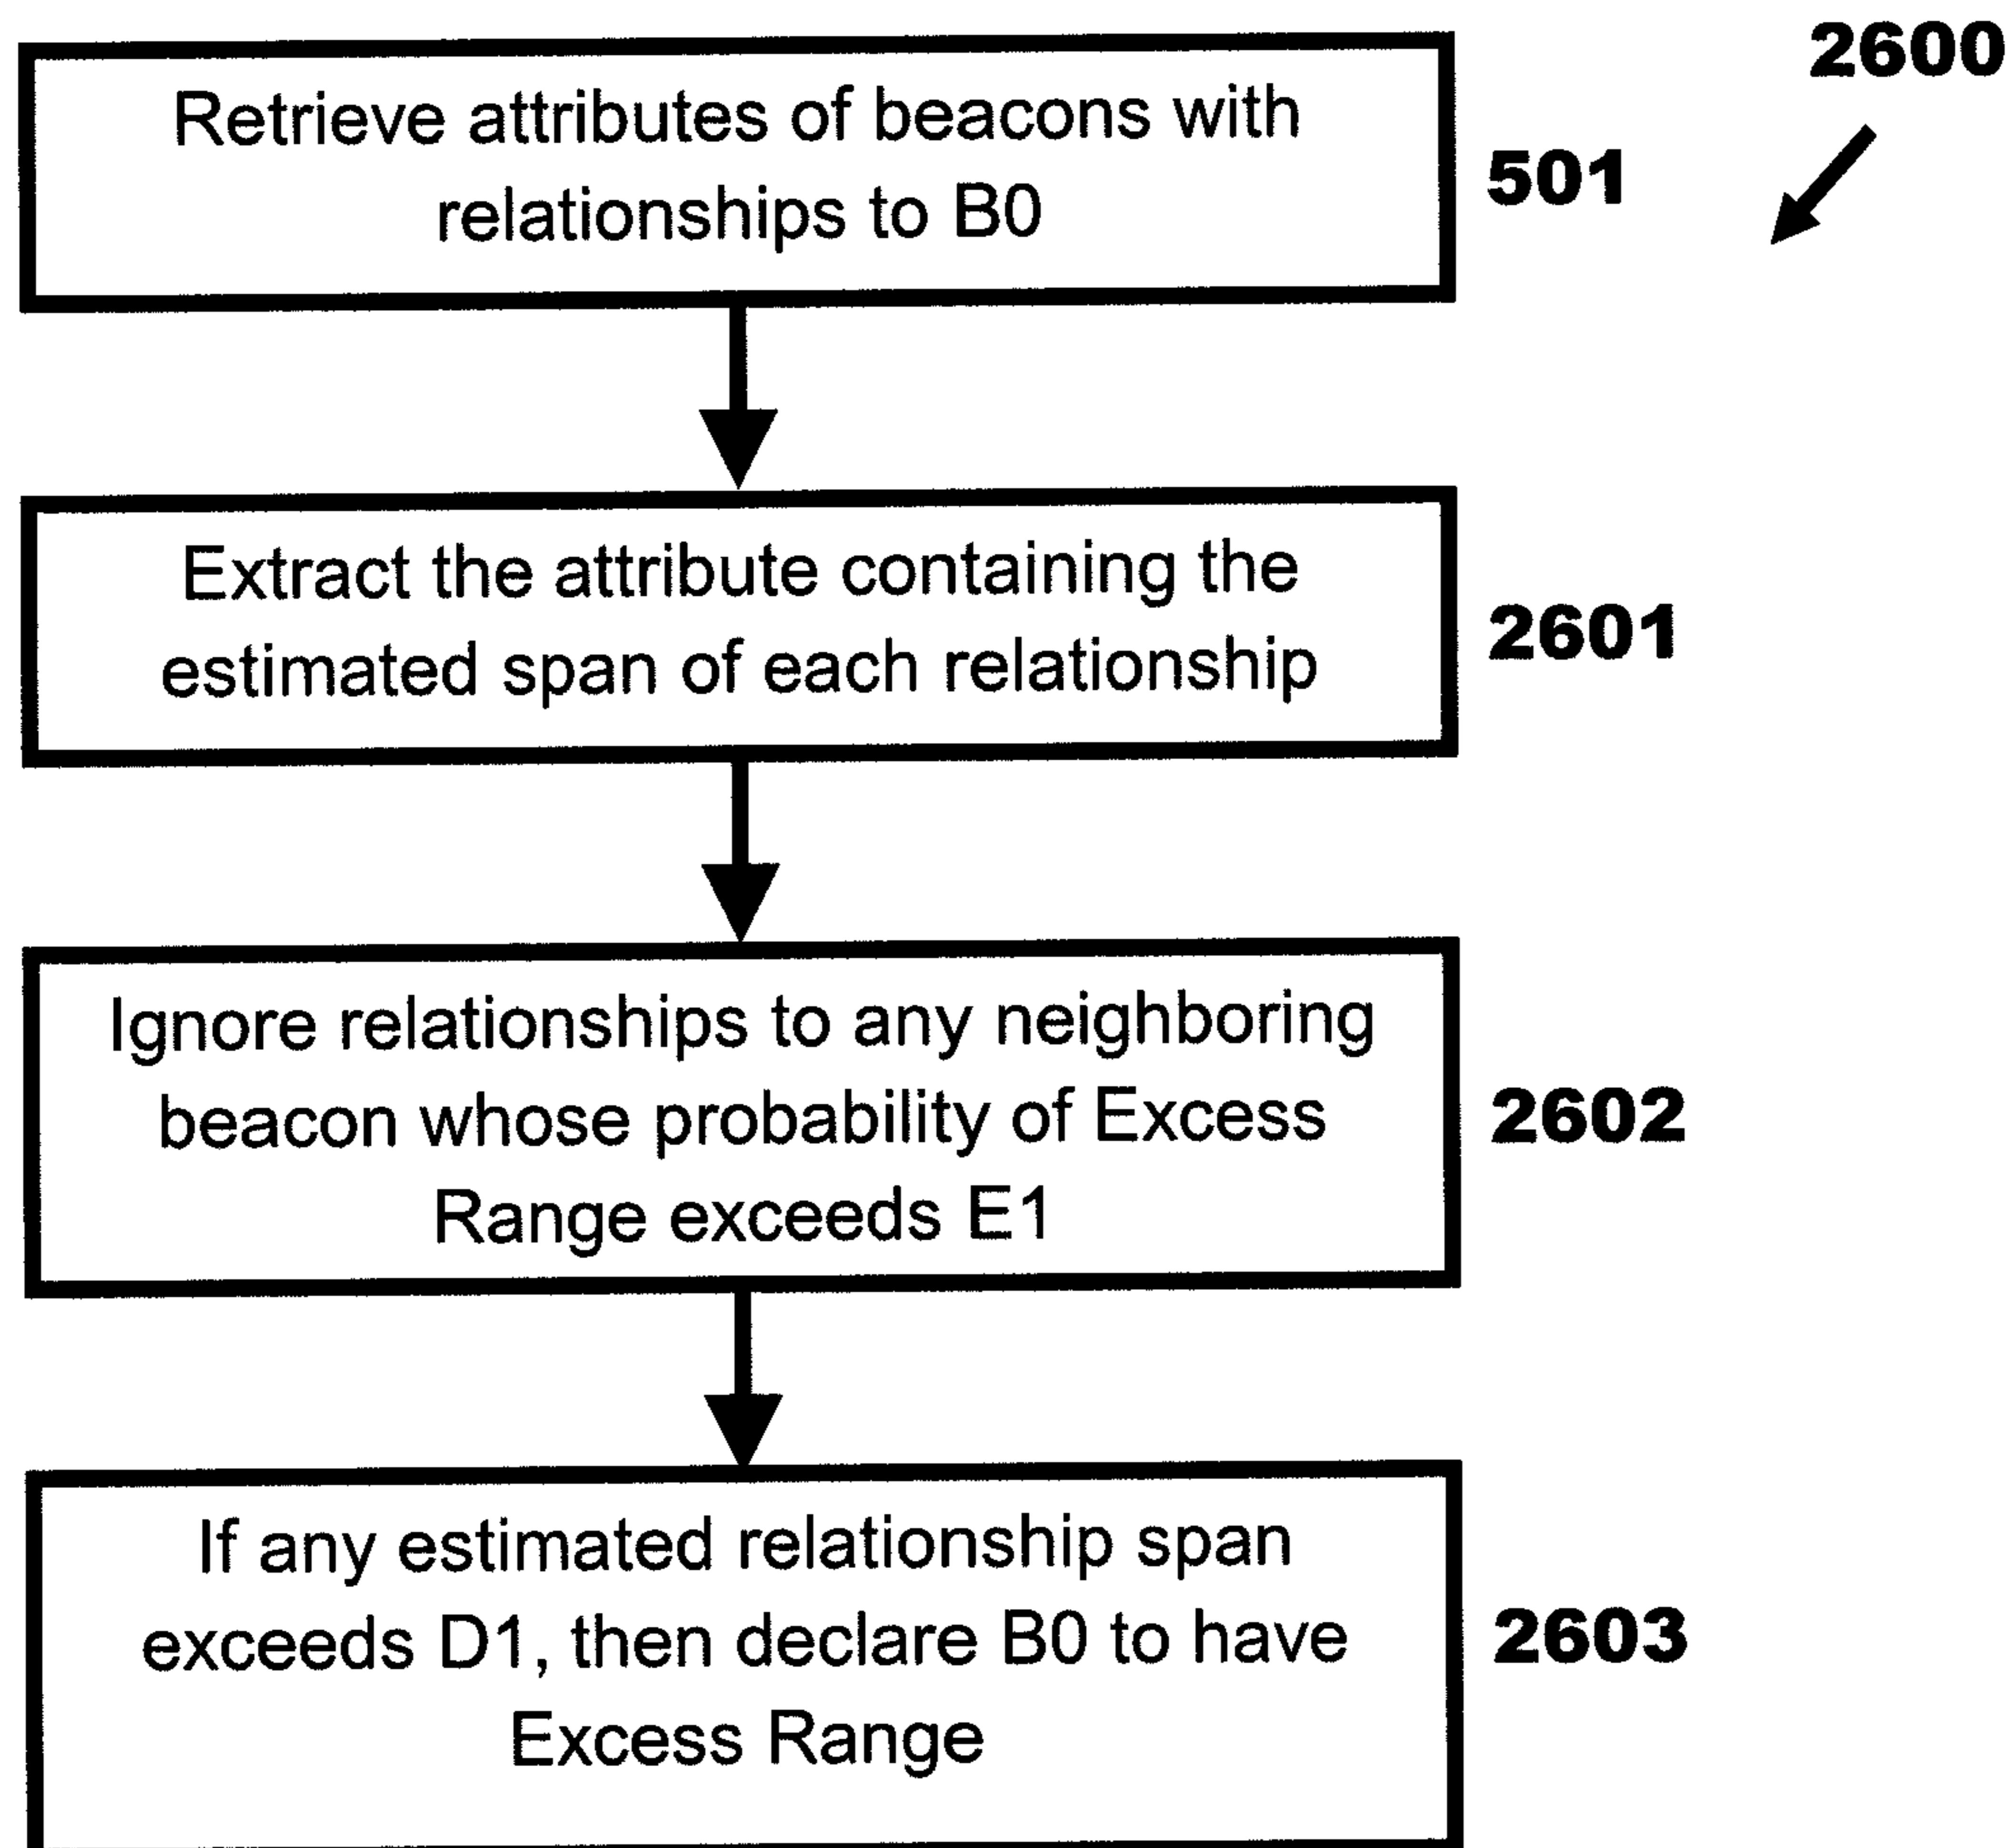 2600
Retrieve attributes of beacons with
relationships to B0
501
Extract the attribute containing the
estimated span of each relationship
2601
Ignore relationships to any neighboring
beacon whose probability of Excess
Range exceeds E1
2602
If any estimated relationship span
exceeds D1, then declare B0 to have
Excess Range
2603